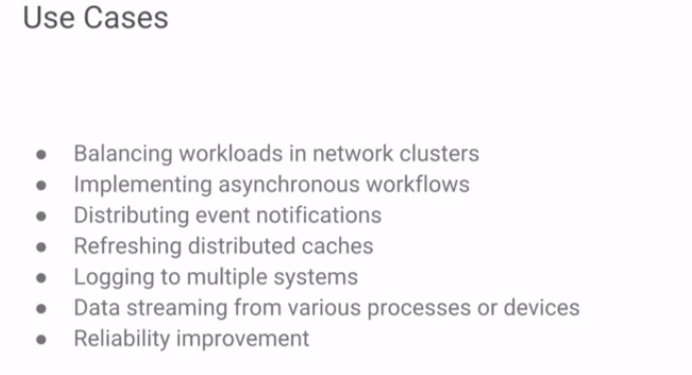 Use Cases
● Balancing workloads in network clusters
● Implementing asynchronous workflows
● Distributing event notifications
● Refreshing distributed caches
● Logging to multiple systems
● Data streaming from various processes or devices
● Reliability improvement